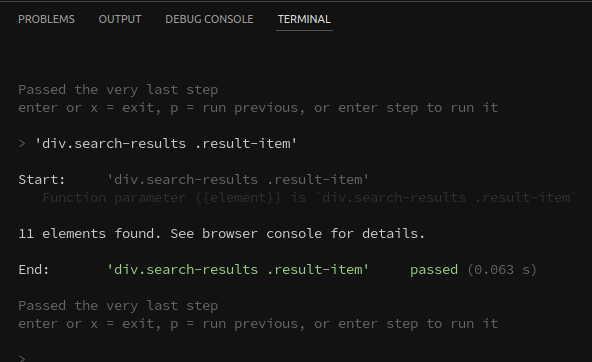 PROBLEMS OUTPUT DEBUG CONSOLE TERMINAL
Passed the very last step
enter or x = exit, p = run previous, or enter step to run it
> 'div.search-results .result-item'
Start: 'div.search-results .result-item'
Function parameter {{element}} is `div.search-results .result-item`
11 elements found. See browser console for details.
End: 'div.search-results .result-item' passed (0.063 s)
Passed the very last step
enter or x = exit, p = run previous, or enter step to run it
>